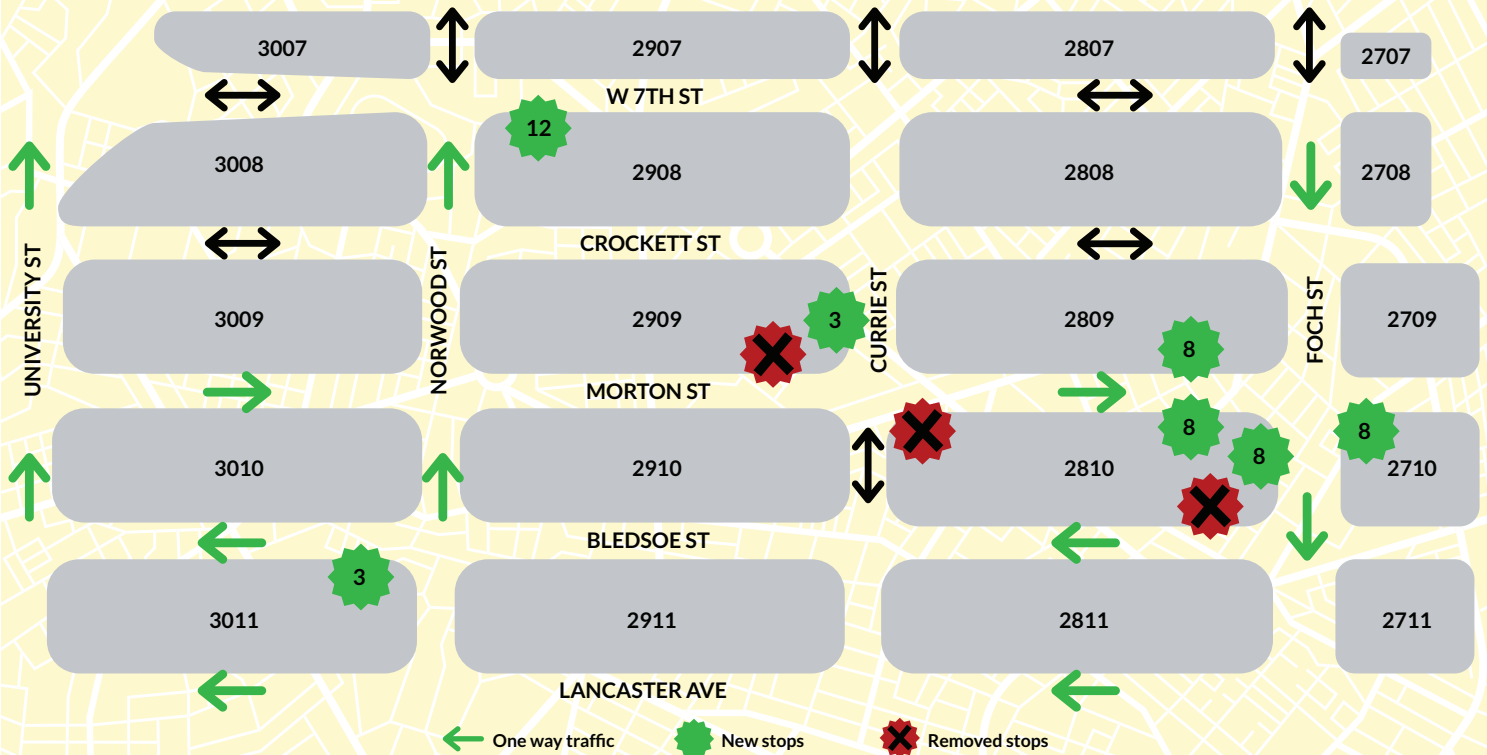 3007
2907
2807
2707
W 7TH ST
12
3008
2908
2808
2708
UNIVERSITY ST
NORWOOD ST
CROCKETT ST
CURRIE ST
FOCH ST
3009
2909
3
2809
8
2709
MORTON ST
3010
2910
2810
8
8
8
2710
BLEDSOE ST
3
3011
2911
2811
2711
LANCASTER AVE
One way traffic
New stops
Removed stops